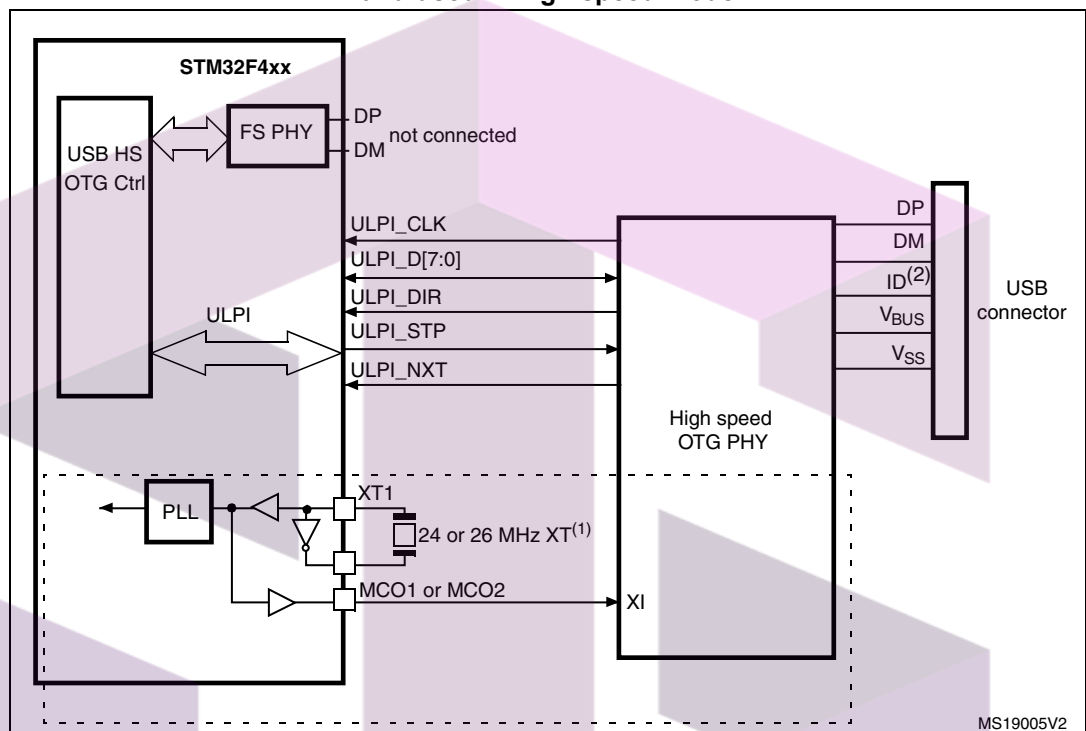 STM32F4xx
DP
FS PHY
not connected
DM
USB HS
OTG Ctrl
DP
ULPI_CLK
DM
ULPI_D[7:0]
ID(2)
USB
connector
ULPI_DIR
VBUS
ULPI
ULPI_STP
VSS
ULPI_NXT
High speed
OTG PHY
XT1
PLL
24 or 26 MHz XT(1)
MCO1 or MCO2
XI
MS19005V2